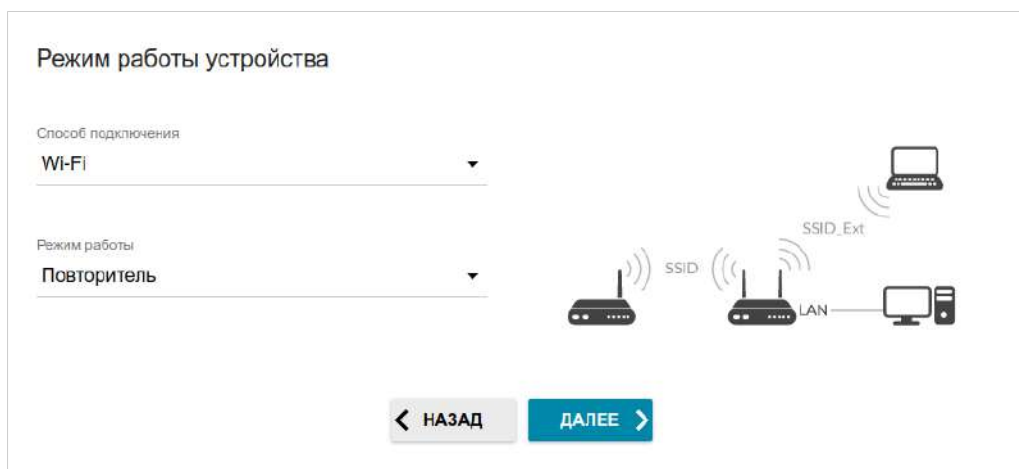 Режим работы устройства
Способ подключения
Wi-Fi
SSID_Ext
Режим работы
Повторитель
SSID
LAN
НАЗАД
ДАЛЕЕ